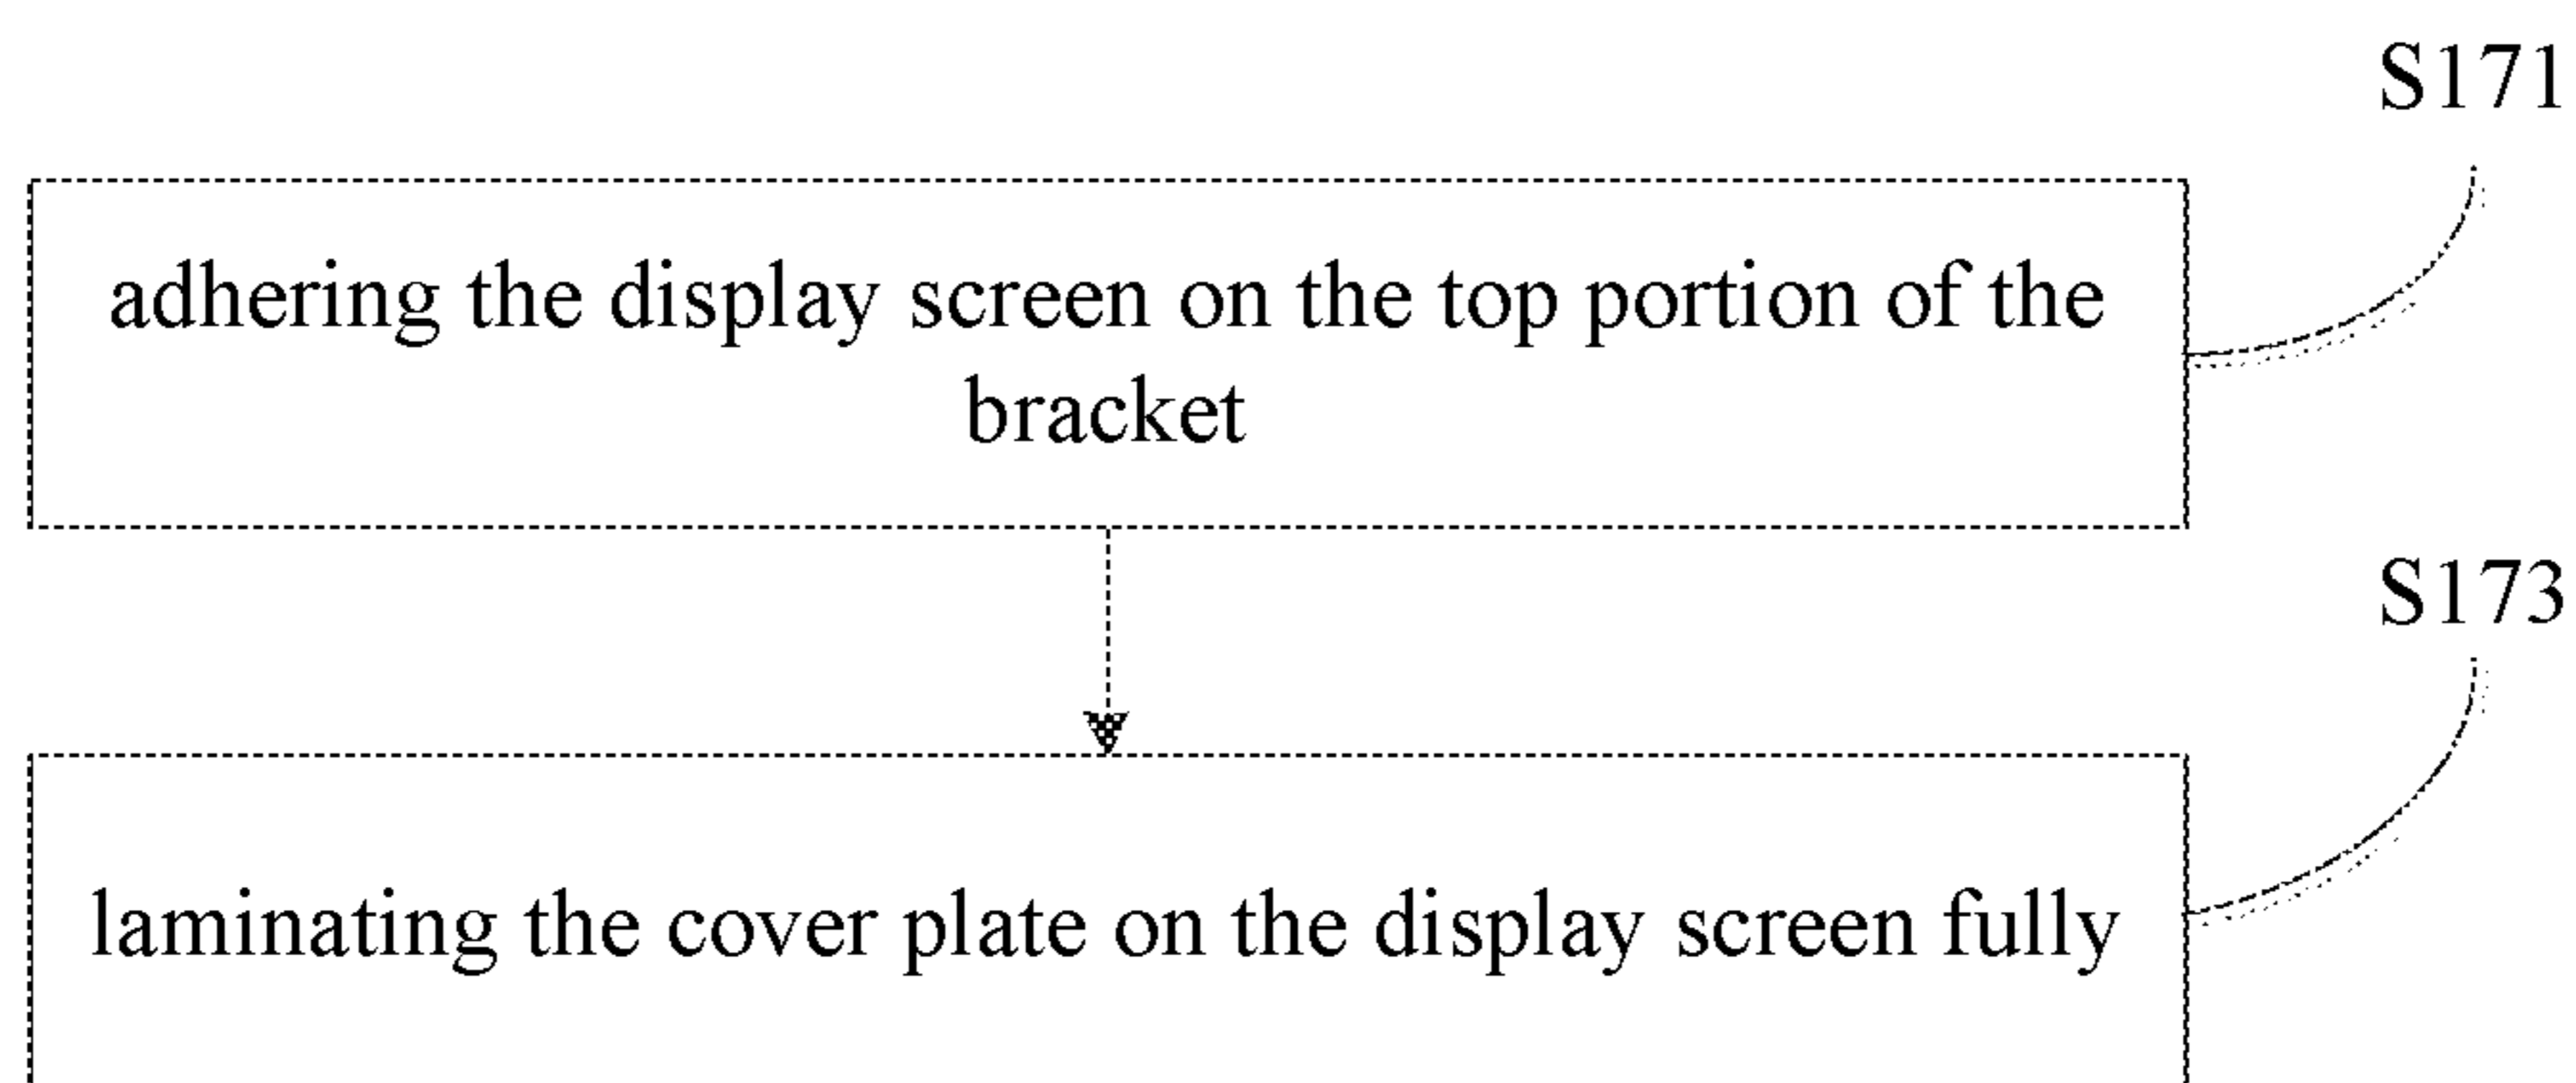 S171
adhering the display screen on the top portion of the
bracket
S173
laminating the cover plate on the display screen fully